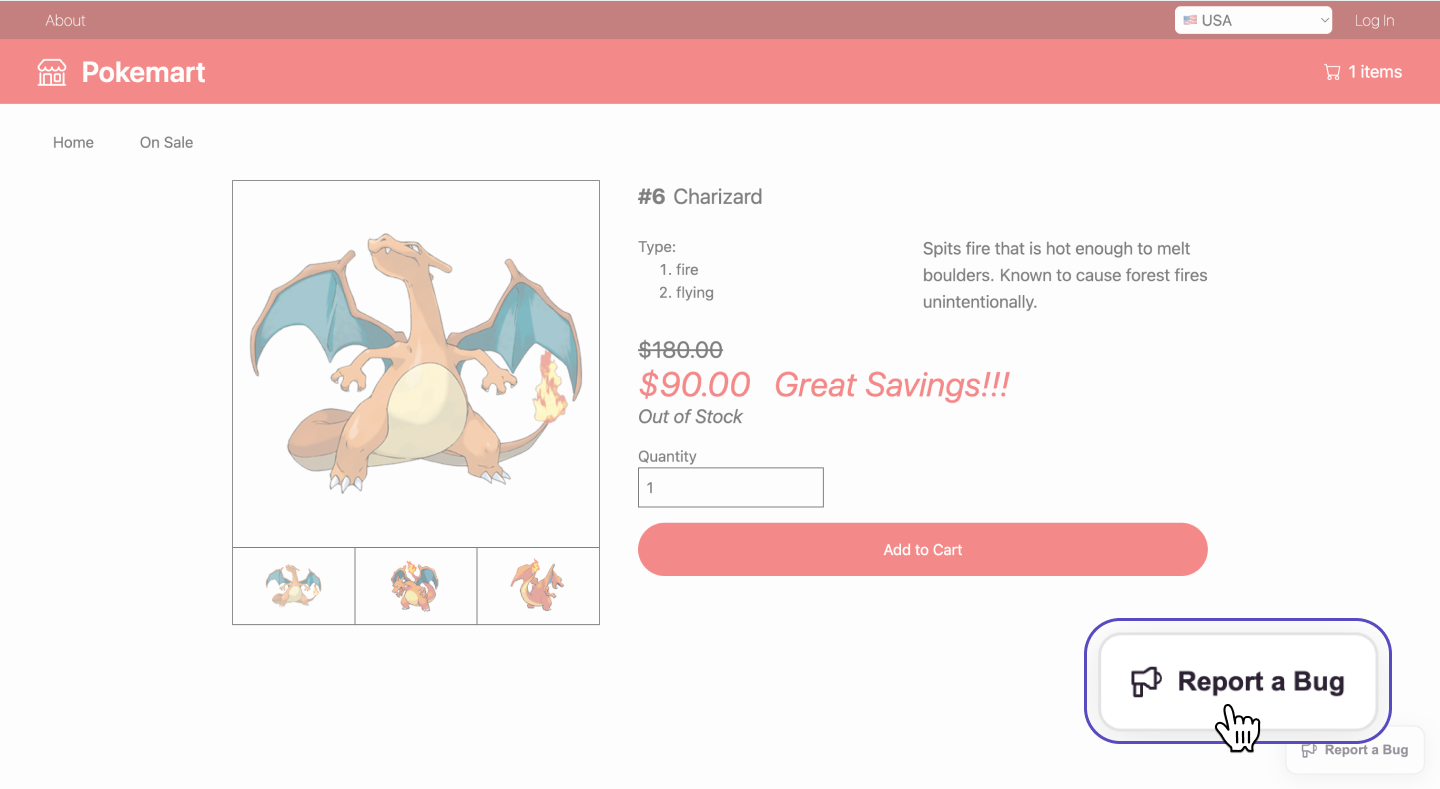 About
USA
Log In
Pokemart
1 items
Home
On Sale
#6 Charizard
Type:
1. fire
2. flying
Spits fire that is hot enough to melt
boulders. Known to cause forest fires
unintentionally.
$180.00
$90.00 Great Savings!!!
Out of Stock
Quantity
1
Add to Cart
Report a Bug
Report a Bug